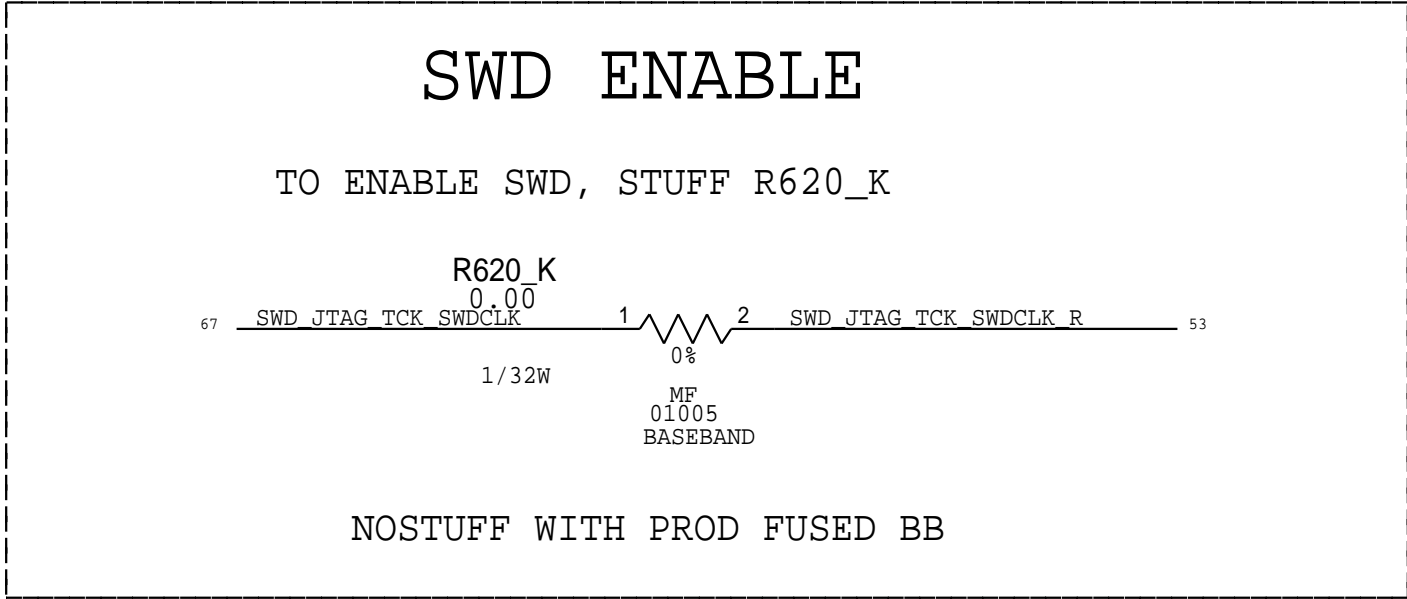 SWD ENABLE
TO ENABLE SWD, STUFF R620_K
R620_K
0.00
67 SWD_JTAG_TCK_SWDCLK 1 2 SWD_JTAG_TCK_SWDCLK_R 53
0%
1/32W
MF
01005
BASEBAND
NOSTUFF WITH PROD FUSED BB